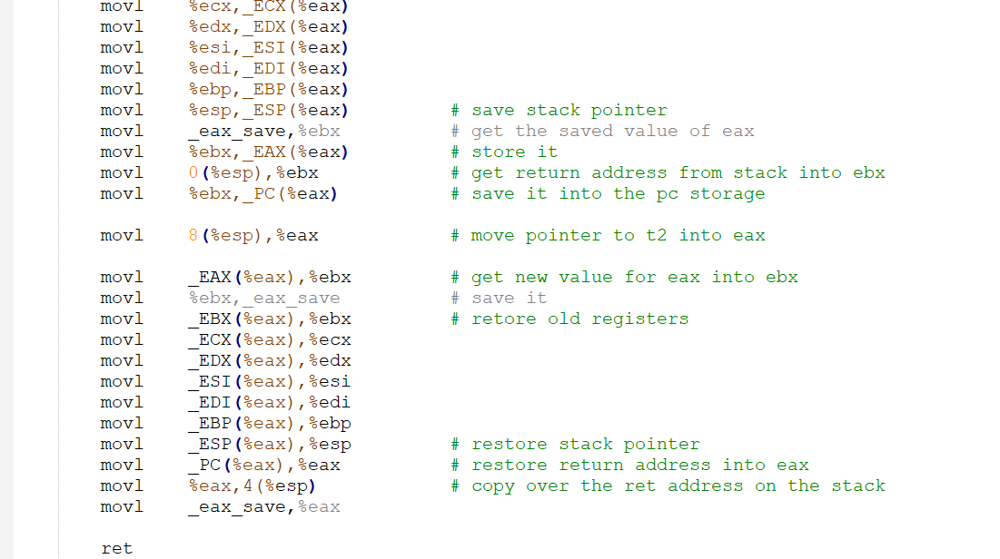 movl %ecx,_ECX(%eax)
movl %edx,_EDX(%eax)
movl %esi,_ESI(%eax)
movl %edi,_EDI(%eax)
movl %ebp,_EBP(%eax)
movl %esp,_ESP(%eax) # save stack pointer
movl _eax_save,%ebx # get the saved value of eax
movl %ebx,_EAX(%eax) # store it
movl 0(%esp),%ebx # get return address from stack into ebx
movl %ebx,_PC(%eax) # save it into the pc storage
movl 8(%esp),%eax # move pointer to t2 into eax
movl _EAX(%eax),%ebx # get new value for eax into ebx
movl %ebx,_eax_save # save it
movl _EBX(%eax),%ebx # retore old registers
movl _ECX(%eax),%ecx
movl _EDX(%eax),%edx
movl _ESI(%eax),%esi
movl _EDI(%eax),%edi
movl _EBP(%eax),%ebp
movl _ESP(%eax),%esp # restore stack pointer
movl _PC(%eax),%eax # restore return address into eax
movl %eax,4(%esp) # copy over the ret address on the stack
movl _eax_save,%eax
ret